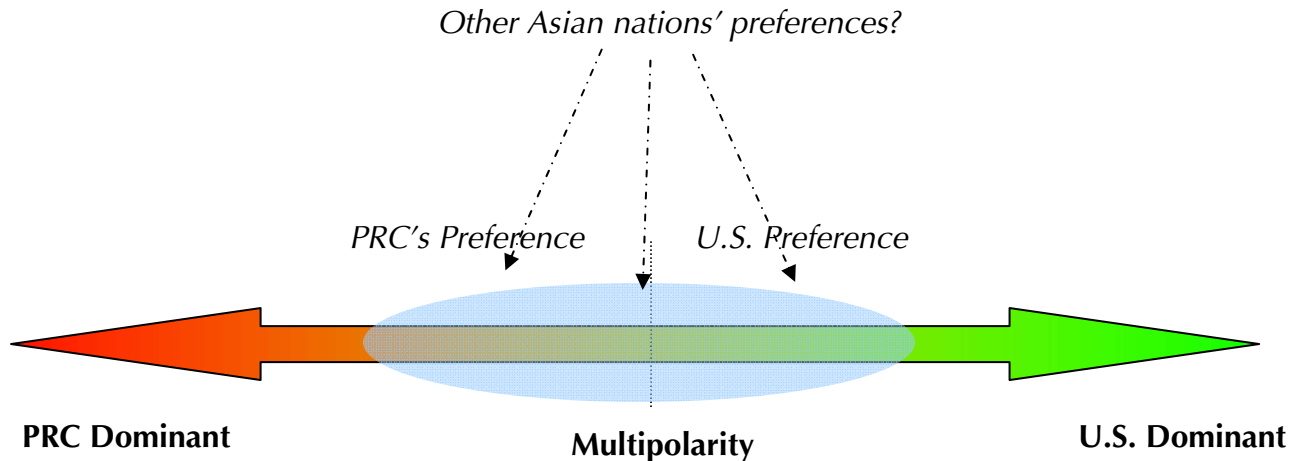 Other Asian nations’ preferences?
PRC’s Preference
U.S. Preference
PRC Dominant
Multipolarity
U.S. Dominant